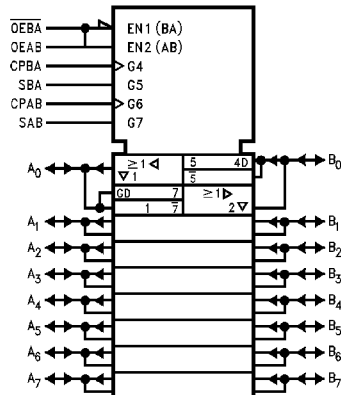 O̅E̅B̅A̅ EN1 (BA)
OEAB EN2 (AB)
CPBA G4
SBA G5
CPAB G6
SAB G7
A₀ ≥1 ◁ 5 4D B₀
▽1 5̅
GD 7 ≥1 ▷
1 7̅ 2▽
A₁ B₁
A₂ B₂
A₃ B₃
A₄ B₄
A₅ B₅
A₆ B₆
A₇ B₇